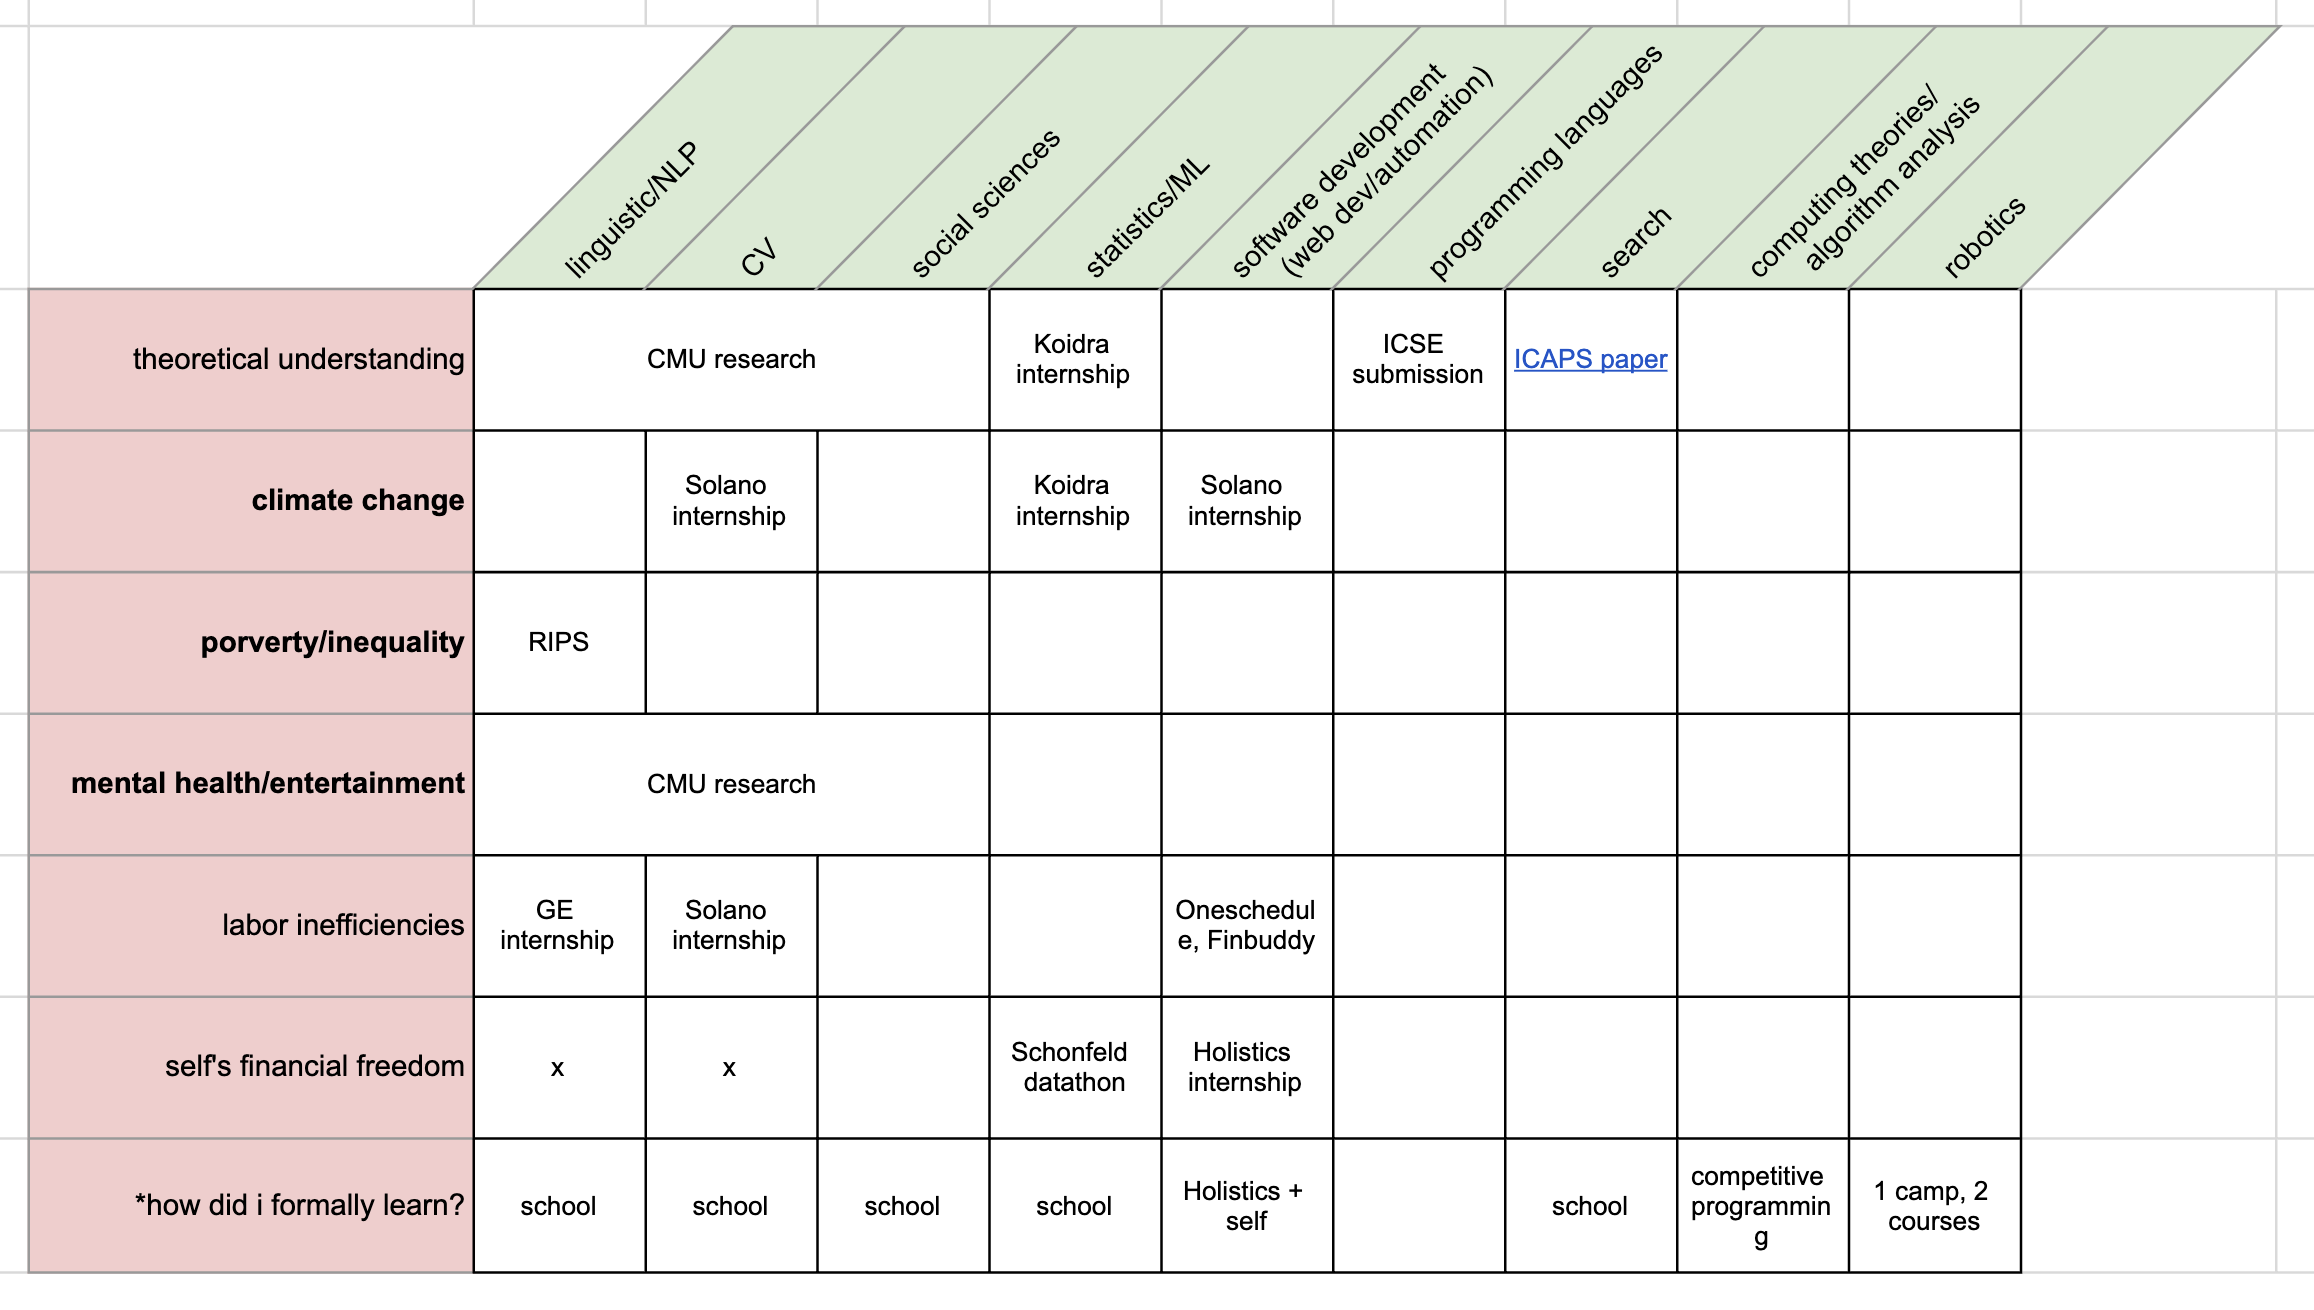 linguistic/NLP
CV
social sciences
statistics/ML
software development
(web dev/automation)
programming languages
search
computing theories/
algorithm analysis
robotics
theoretical understanding
CMU research
Koidra
internship
ICSE
submission
ICAPS paper
climate change
Solano
internship
Koidra
internship
Solano
internship
porverty/inequality
RIPS
mental health/entertainment
CMU research
labor inefficiencies
GE
internship
Solano
internship
Oneschedul
e, Finbuddy
self's financial freedom
x
x
Schonfeld
datathon
Holistics
internship
*how did i formally learn?
school
school
school
school
Holistics +
self
school
competitive
programmin
g
1 camp, 2
courses